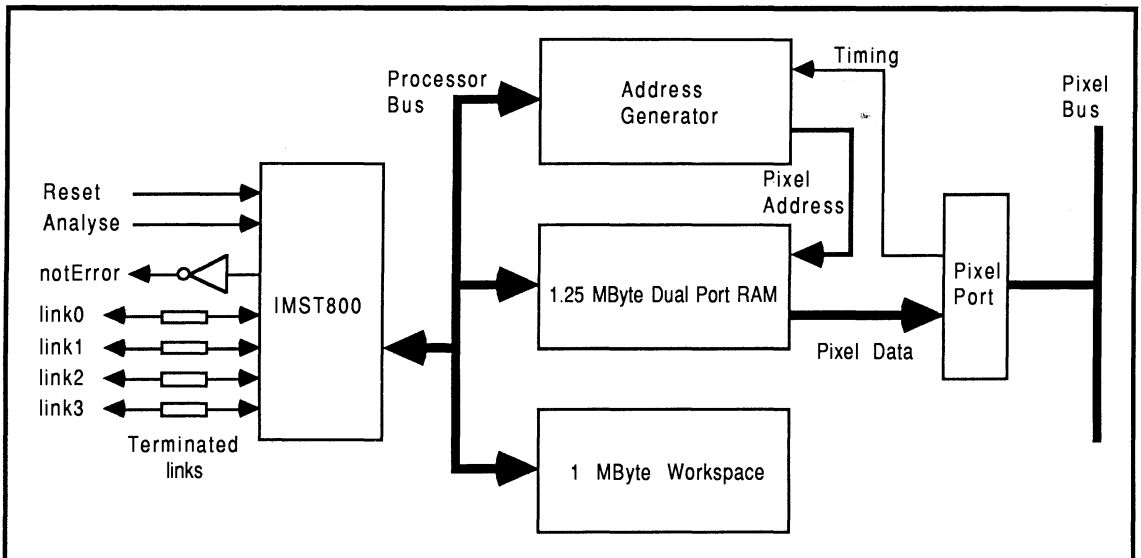 Processor
Bus
Address
Generator
Timing
Pixel
Bus
Reset
Analyse
notError
link0
link1
link2
link3
Terminated
links
IMST800
Pixel
Address
1.25 MByte Dual Port RAM
Pixel Data
Pixel
Port
1 MByte Workspace